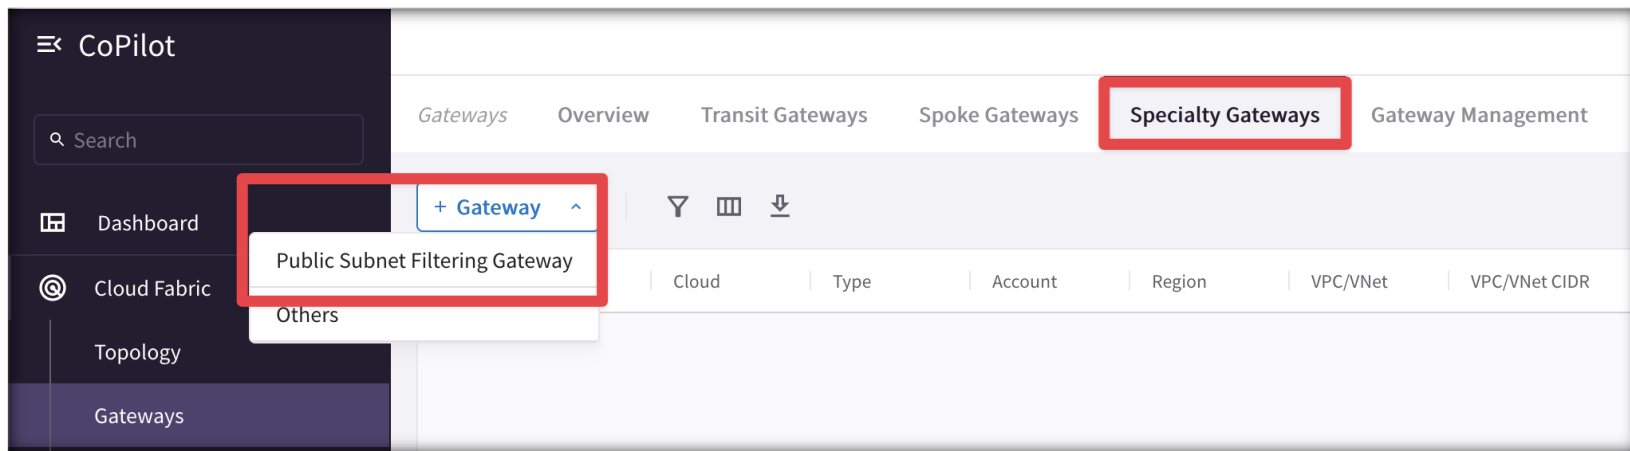 CoPilot
Search
Dashboard
Cloud Fabric
Topology
Gateways
Gateways Overview Transit Gateways Spoke Gateways Specialty Gateways Gateway Management
+ Gateway
Public Subnet Filtering Gateway
Others
Cloud Type Account Region VPC/VNet VPC/VNet CIDR